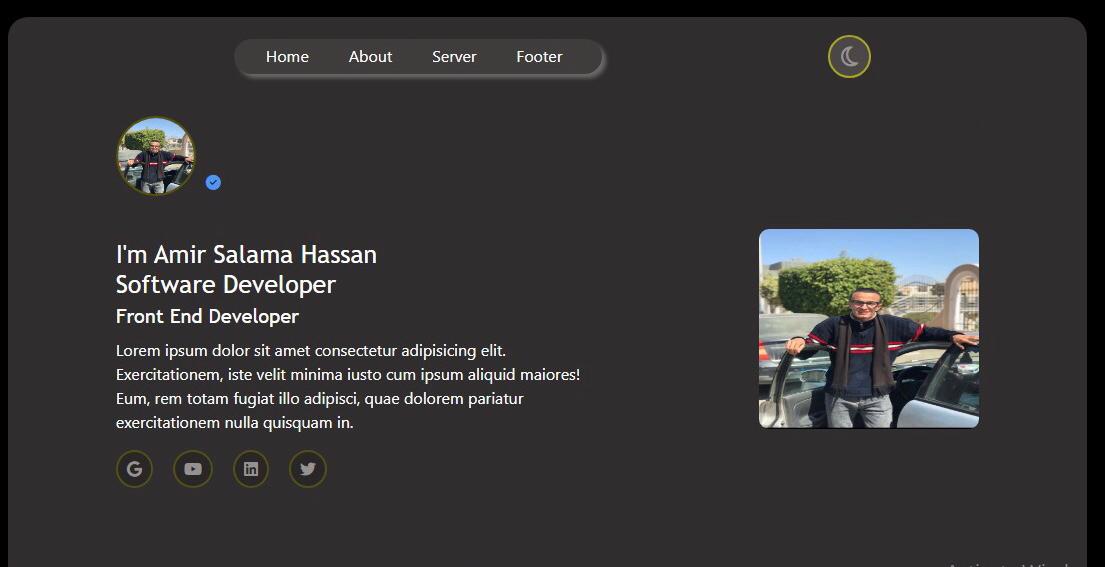 Home About Server Footer
I'm Amir Salama Hassan
Software Developer
Front End Developer
Lorem ipsum dolor sit amet consectetur adipisicing elit.
Exercitationem, iste velit minima iusto cum ipsum aliquid maiores!
Eum, rem totam fugiat illo adipisci, quae dolorem pariatur
exercitationem nulla quisquam in.